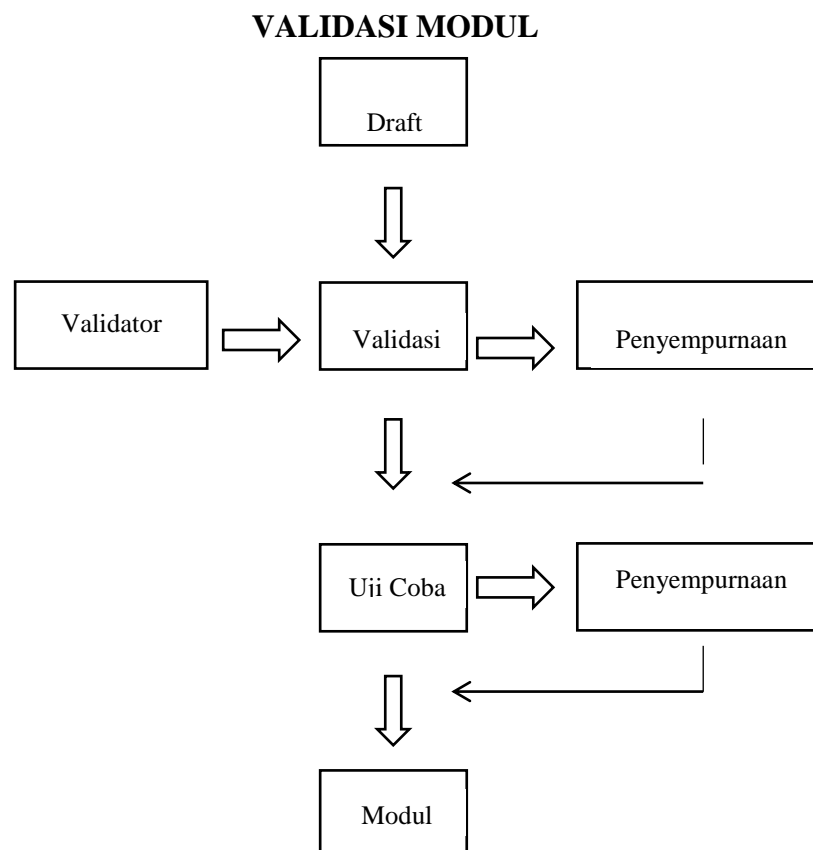 VALIDASI MODUL
Draft
Validator
Validasi
Penyempurnaan
Uji Coba
Penyempurnaan
Modul